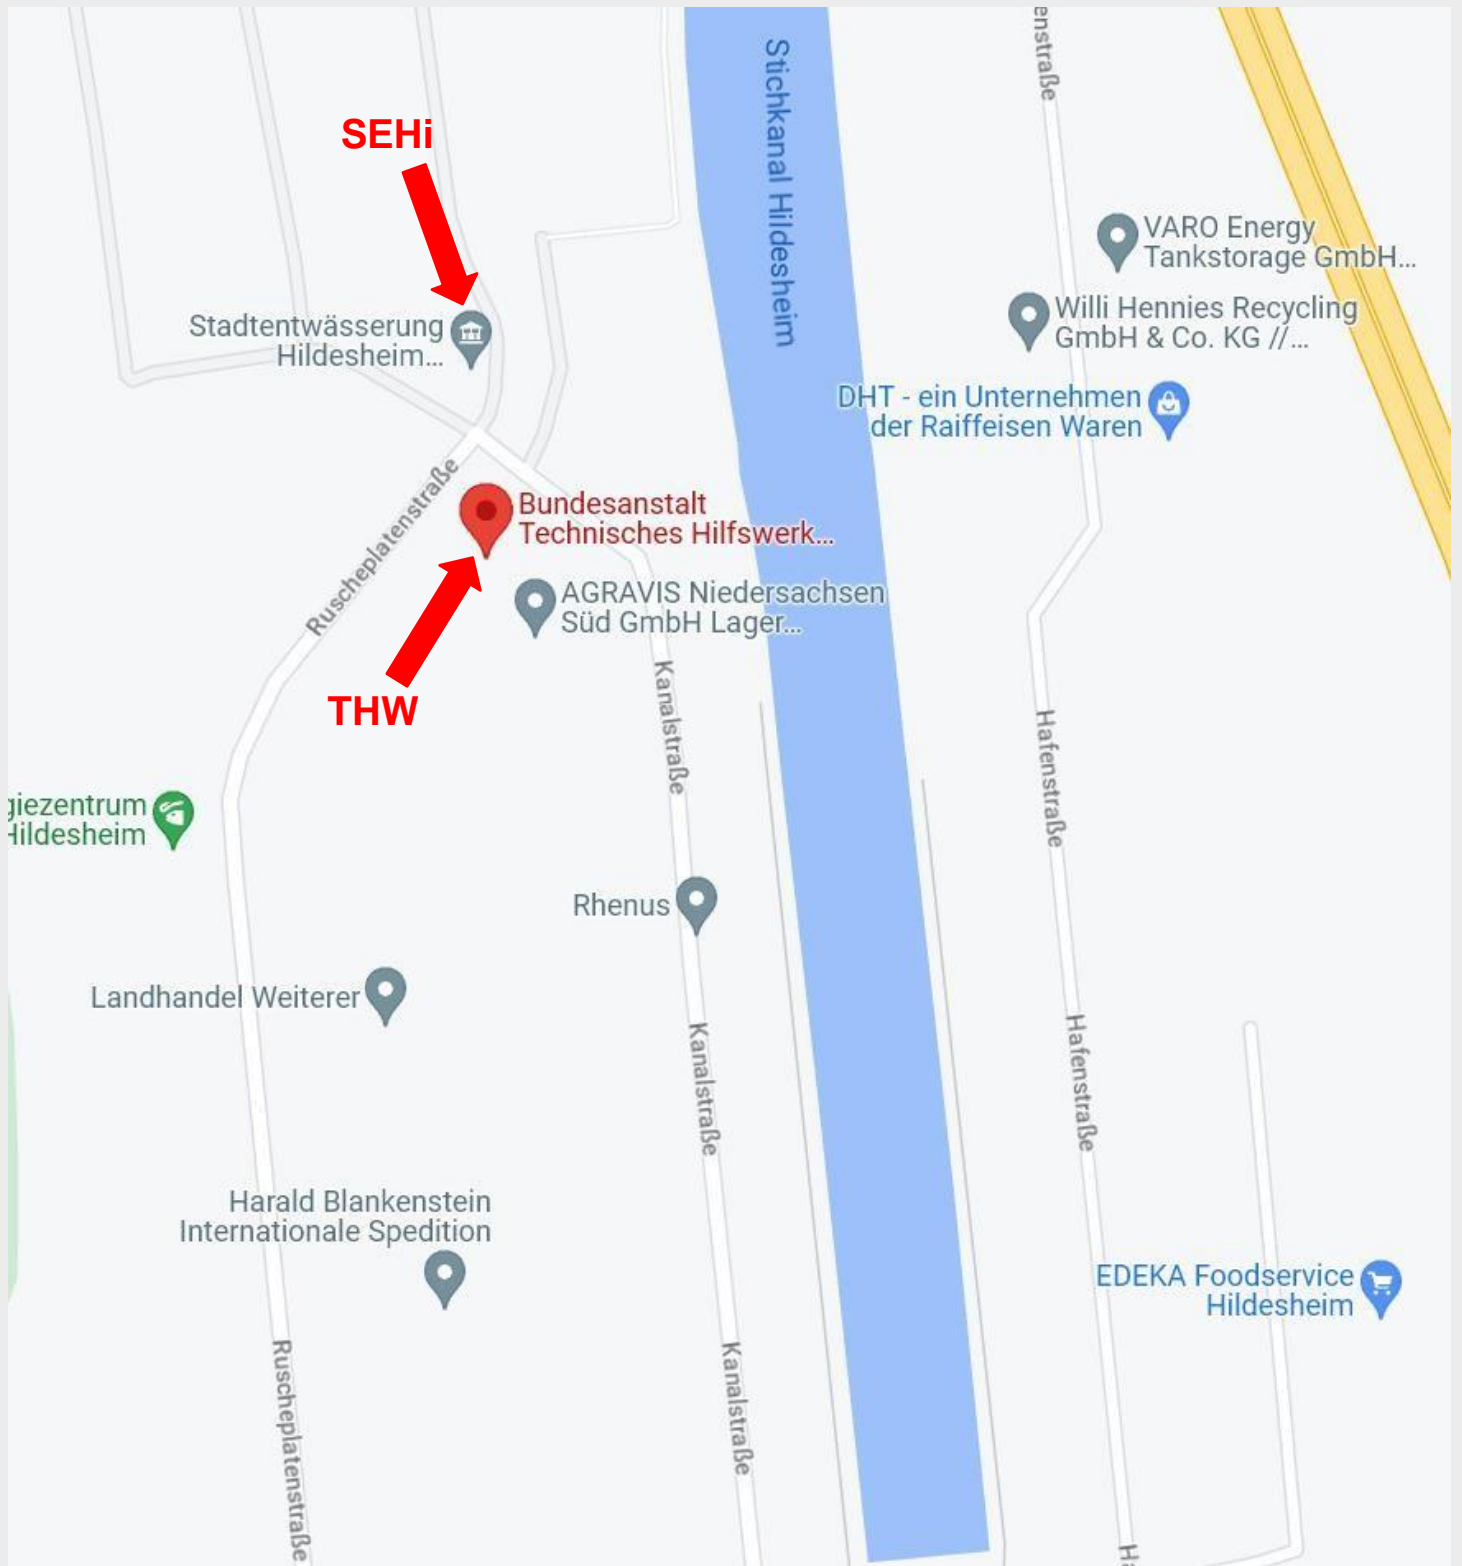 enstraße
Stichkanal Hildesheim
SEHi
VARO Energy
Tankstorage GmbH...
Willi Hennies Recycling
GmbH & Co. KG //...
Stadtentwässerung
Hildesheim...
DHT - ein Unternehmen
der Raiffeisen Waren
Ruscheplatenstraße
Bundesanstalt
Technisches Hilfswerk...
AGRAVIS Niedersachsen
Süd GmbH Lager...
THW
Kanalstraße
Hafenstraße
giezentrum
Hildesheim
Rhenus
Landhandel Weiterer
Kanalstraße
Hafenstraße
Harald Blankenstein
Internationale Spedition
EDEKA Foodservice
Hildesheim
Ruscheplatenstraße
Kanalstraße
Ha